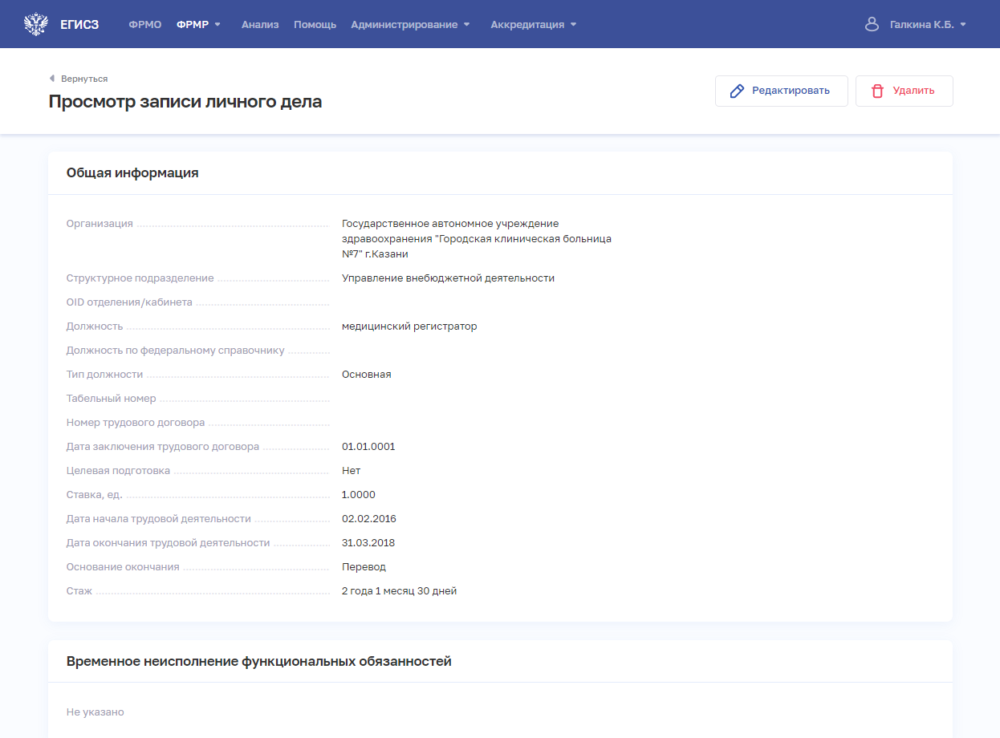 ЕГИСЗ ФРМО ФРМР Анализ Помощь Администрирование Аккредитация Галкина К.Б.
Вернуться
Просмотр записи личного дела
Редактировать Удалить
Общая информация
Организация Государственное автономное учреждение
здравоохранения "Городская клиническая больница
№7" г.Казани
Структурное подразделение Управление внебюджетной деятельности
OID отделения/кабинета
Должность медицинский регистратор
Должность по федеральному справочнику
Тип должности Основная
Табельный номер
Номер трудового договора
Дата заключения трудового договора 01.01.0001
Целевая подготовка Нет
Ставка, ед. 1.0000
Дата начала трудовой деятельности 02.02.2016
Дата окончания трудовой деятельности 31.03.2018
Основание окончания Перевод
Стаж 2 года 1 месяц 30 дней
Временное неисполнение функциональных обязанностей
Не указано